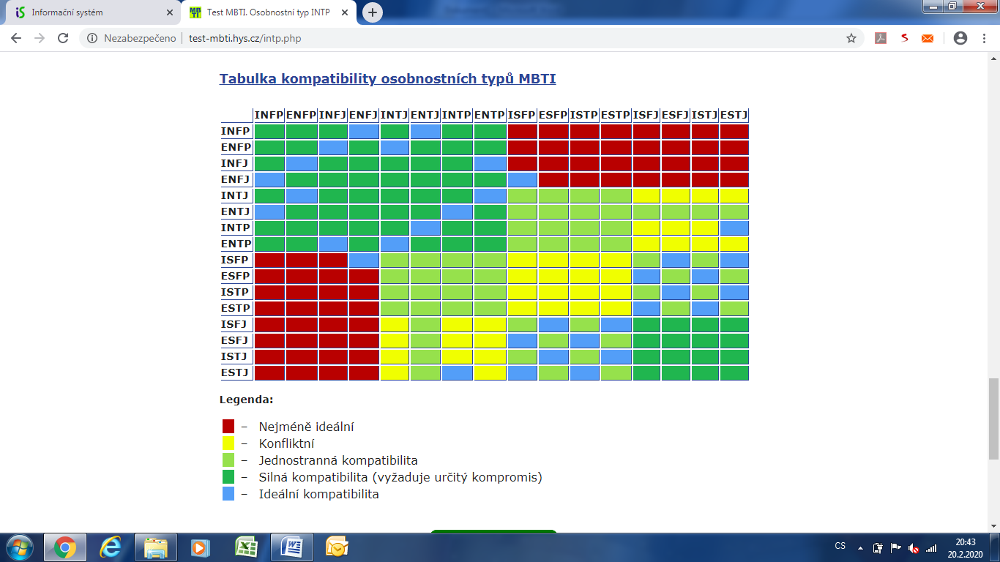 Informační systém
Test MBTI. Osobnostní typ INTP
Nezabezpečeno
test-mbti.hys.cz/intp.php
Tabulka kompatibility osobnostních typů MBTI
INFP ENFP INFJ ENFJ INTJ ENTJ INTP ENTP ISFP ESFP ISTP ESTP ISFJ ESFJ ISTJ ESTJ
INFP
ENFP
INFJ
ENFJ
INTJ
ENTJ
INTP
ENTP
ISFP
ESFP
ISTP
ESTP
ISFJ
ESFJ
ISTJ
ESTJ
Legenda:
– Nejméně ideální
– Konfliktní
– Jednostranná kompatibilita
– Silná kompatibilita (vyžaduje určitý kompromis)
– Ideální kompatibilita
CS
20:43
20.2.2020